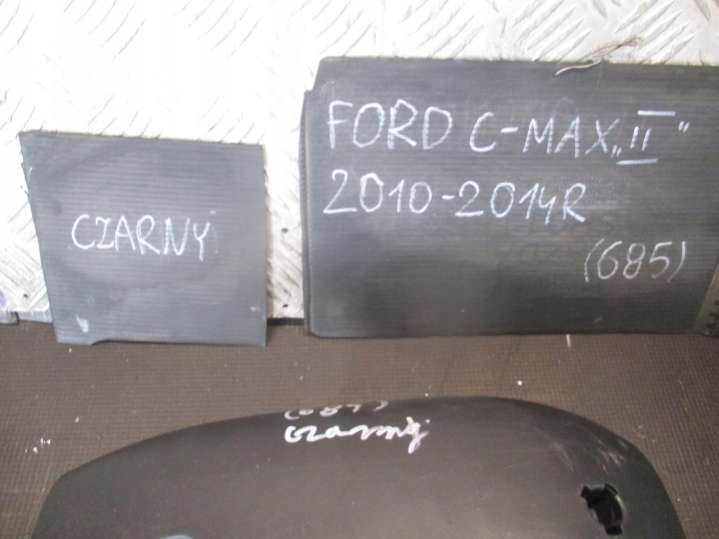 CZARNY
FORD C-MAX „II"
2010-2014R
(685)
czarny